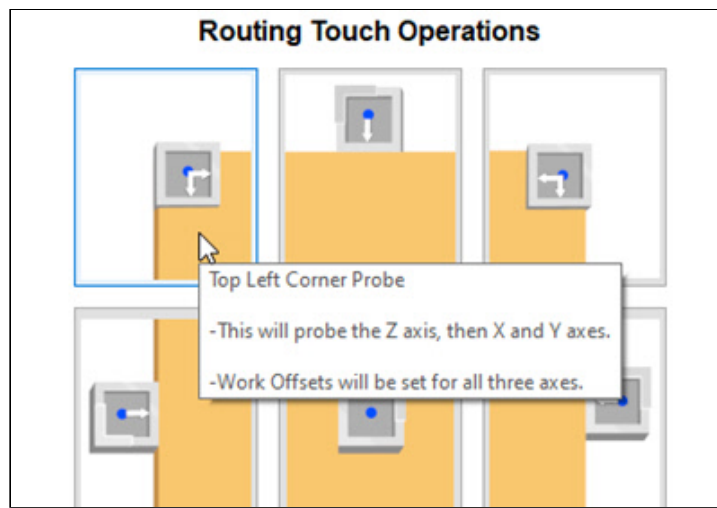 Routing Touch Operations
Top Left Corner Probe
-This will probe the Z axis, then X and Y axes.
-Work Offsets will be set for all three axes.